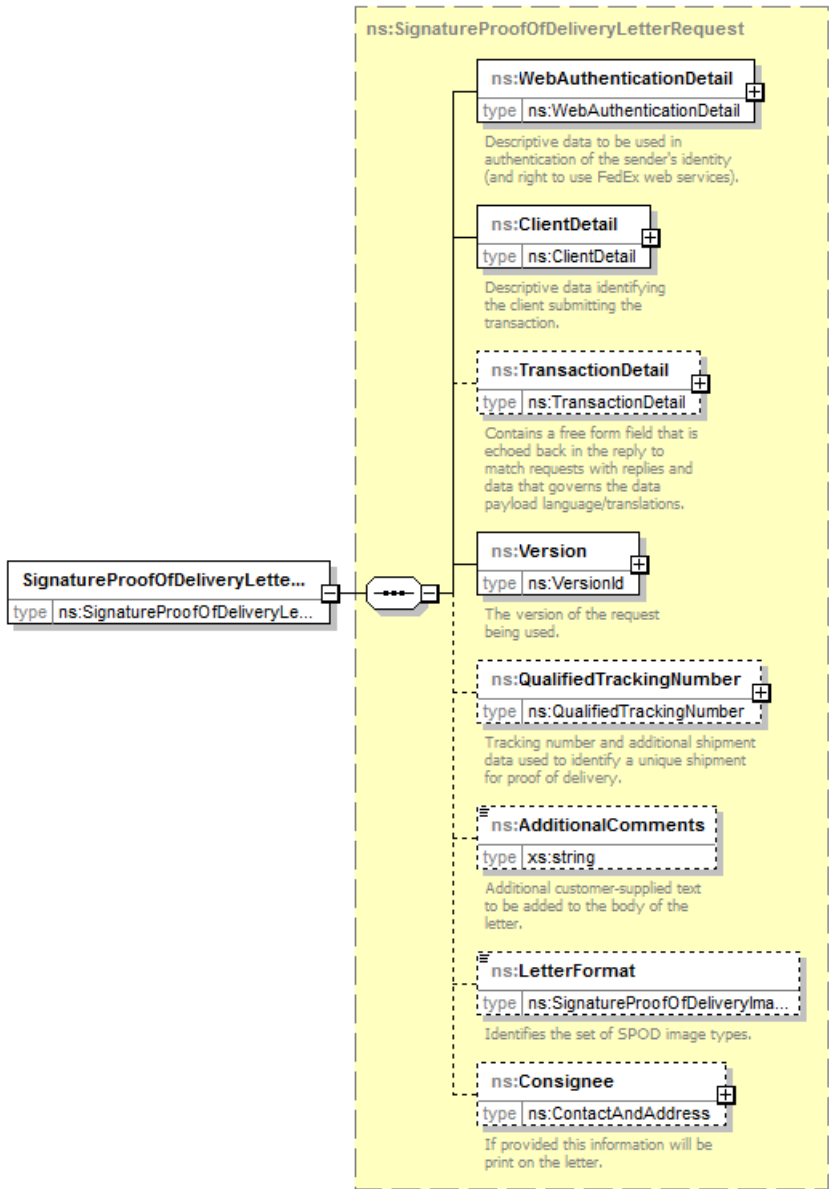 ns:SignatureProofOfDeliveryLetterRequest
ns:WebAuthenticationDetail
type ns:WebAuthenticationDetail
Descriptive data to be used in
authentication of the sender's identity
(and right to use FedEx web services).
ns:ClientDetail
type ns:ClientDetail
Descriptive data identifying
the client submitting the
transaction.
ns:TransactionDetail
type ns:TransactionDetail
Contains a free form field that is
echoed back in the reply to
match requests with replies and
data that governs the data
payload language/translations.
SignatureProofOfDeliveryLette...
type ns:SignatureProofOfDeliveryLe...
ns:Version
type ns:VersionId
The version of the request
being used.
ns:QualifiedTrackingNumber
type ns:QualifiedTrackingNumber
Tracking number and additional shipment
data used to identify a unique shipment
for proof of delivery.
ns:AdditionalComments
type xs:string
Additional customer-supplied text
to be added to the body of the
letter.
ns:LetterFormat
type ns:SignatureProofOfDeliveryIma...
Identifies the set of SPOD image types.
ns:Consignee
type ns:ContactAndAddress
If provided this information will be
print on the letter.